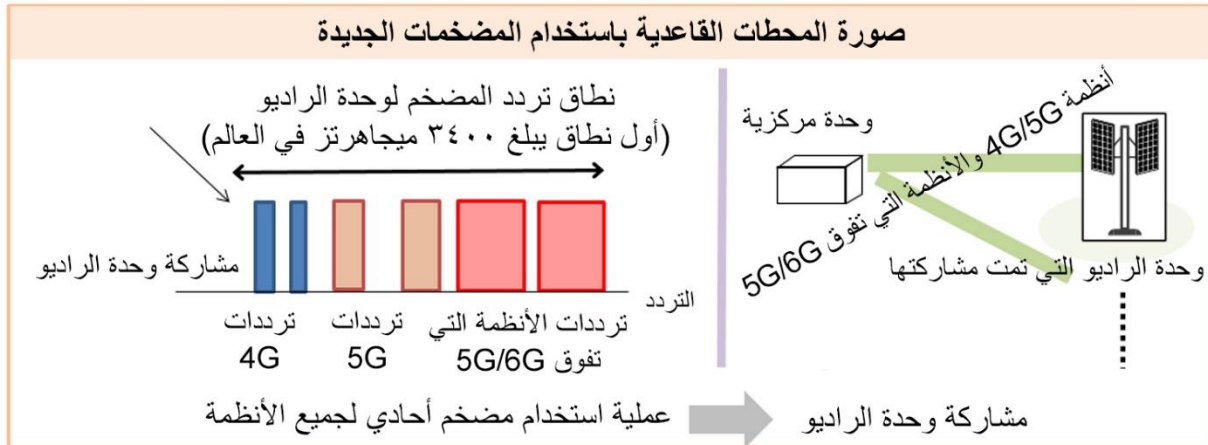 صورة المحطات القاعدية باستخدام المضخمات الجديدة
أنظمة 4G/5G والأنظمة التي تفوق 5G/6G
وحدة مركزية
وحدة الراديو التي تمت مشاركتها
مشاركة وحدة الراديو
نطاق تردد المضخم لوحدة الراديو
(أول نطاق يبلغ ٣٤٠٠ ميجاهرتز في العالم)
مشاركة وحدة الراديو
التردد
ترددات
4G
ترددات
5G
ترددات الأنظمة التي
تفوق 5G/6G
عملية استخدام مضخم أحادي لجميع الأنظمة